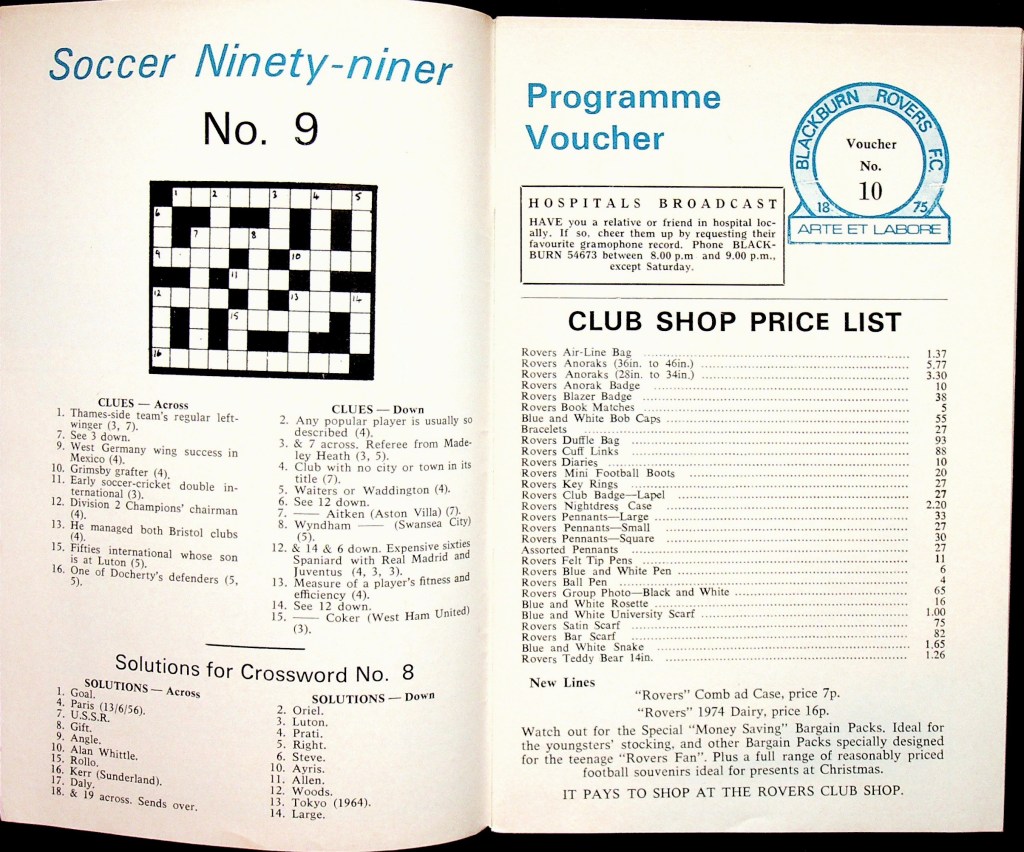 Soccer Ninety-niner
No. 9
1 2 3 4 5
6
7 8
9 10
11
12 13 14
15
16
CLUES — Across
1. Thames-side team's regular left-
winger (3, 7).
7. See 3 down.
9. West Germany wing success in
Mexico (4).
10. Grimsby grafter (4).
11. Early soccer-cricket double in-
ternational (3).
12. Division 2 Champions' chairman
(4).
13. He managed both Bristol clubs
(4).
15. Fifties international whose son
is at Luton (5).
16. One of Docherty's defenders (5,
5).
CLUES — Down
2. Any popular player is usually so
described (4).
3. & 7 across. Referee from Made-
ley Heath (3, 5).
4. Club with no city or town in its
title (7).
5. Waiters or Waddington (4).
6. See 12 down.
7. —— Aitken (Aston Villa) (7).
8. Wyndham —— (Swansea City)
(5).
12. & 14 & 6 down. Expensive sixties
Spaniard with Real Madrid and
Juventus (4, 3, 3).
13. Measure of a player's fitness and
efficiency (4).
14. See 12 down.
15. —— Coker (West Ham United)
(3).
Solutions for Crossword No. 8
SOLUTIONS — Across
1. Goal.
4. Paris (13/6/56).
7. U.S.S.R.
8. Gift.
9. Angle.
10. Alan Whittle.
15. Rollo.
16. Kerr (Sunderland).
17. Daly.
18. & 19 across. Sends over.
SOLUTIONS — Down
2. Oriel.
3. Luton.
4. Prati.
5. Right.
6. Steve.
10. Ayris.
11. Allen.
12. Woods.
13. Tokyo (1964).
14. Large.
Programme
Voucher
BLACKBURN ROVERS F.C.
Voucher
No.
10
18 75
ARTE ET LABORE
HOSPITALS BROADCAST
HAVE you a relative or friend in hospital loc-
ally. If so, cheer them up by requesting their
favourite gramophone record. Phone BLACK-
BURN 54673 between 8.00 p.m and 9.00 p.m.,
except Saturday.
CLUB SHOP PRICE LIST
Rovers Air-Line Bag 1.37
Rovers Anoraks (36in. to 46in.) 5.77
Rovers Anoraks (28in. to 34in.) 3.30
Rovers Anorak Badge 10
Rovers Blazer Badge 38
Rovers Book Matches 5
Blue and White Bob Caps 55
Bracelets 27
Rovers Duffle Bag 93
Rovers Cuff Links 88
Rovers Diaries 10
Rovers Mini Football Boots 20
Rovers Key Rings 27
Rovers Club Badge—Lapel 27
Rovers Nightdress Case 2.20
Rovers Pennants—Large 33
Rovers Pennants—Small 27
Rovers Pennants—Square 30
Assorted Pennants 27
Rovers Felt Tip Pens 11
Rovers Blue and White Pen 6
Rovers Ball Pen 4
Rovers Group Photo—Black and White 65
Blue and White Rosette 16
Blue and White University Scarf 1.00
Rovers Satin Scarf 75
Rovers Bar Scarf 82
Blue and White Snake 1.65
Rovers Teddy Bear 14in. 1.26
New Lines
"Rovers" Comb ad Case, price 7p.
"Rovers" 1974 Dairy, price 16p.
Watch out for the Special "Money Saving" Bargain Packs. Ideal for
the youngsters' stocking, and other Bargain Packs specially designed
for the teenage "Rovers Fan". Plus a full range of reasonably priced
football souvenirs ideal for presents at Christmas.
IT PAYS TO SHOP AT THE ROVERS CLUB SHOP.